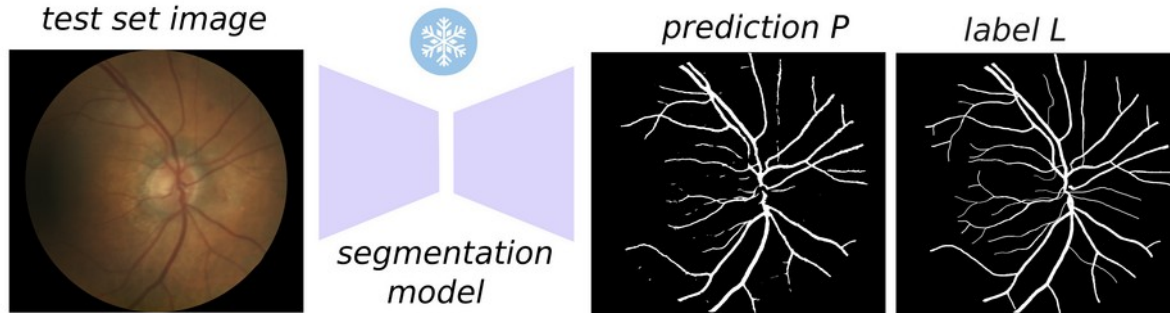 test set image
segmentation
model
prediction P
label L